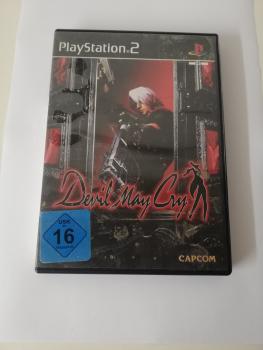 PlayStation.2
Devil May Cry
USK
16
CAPCOM